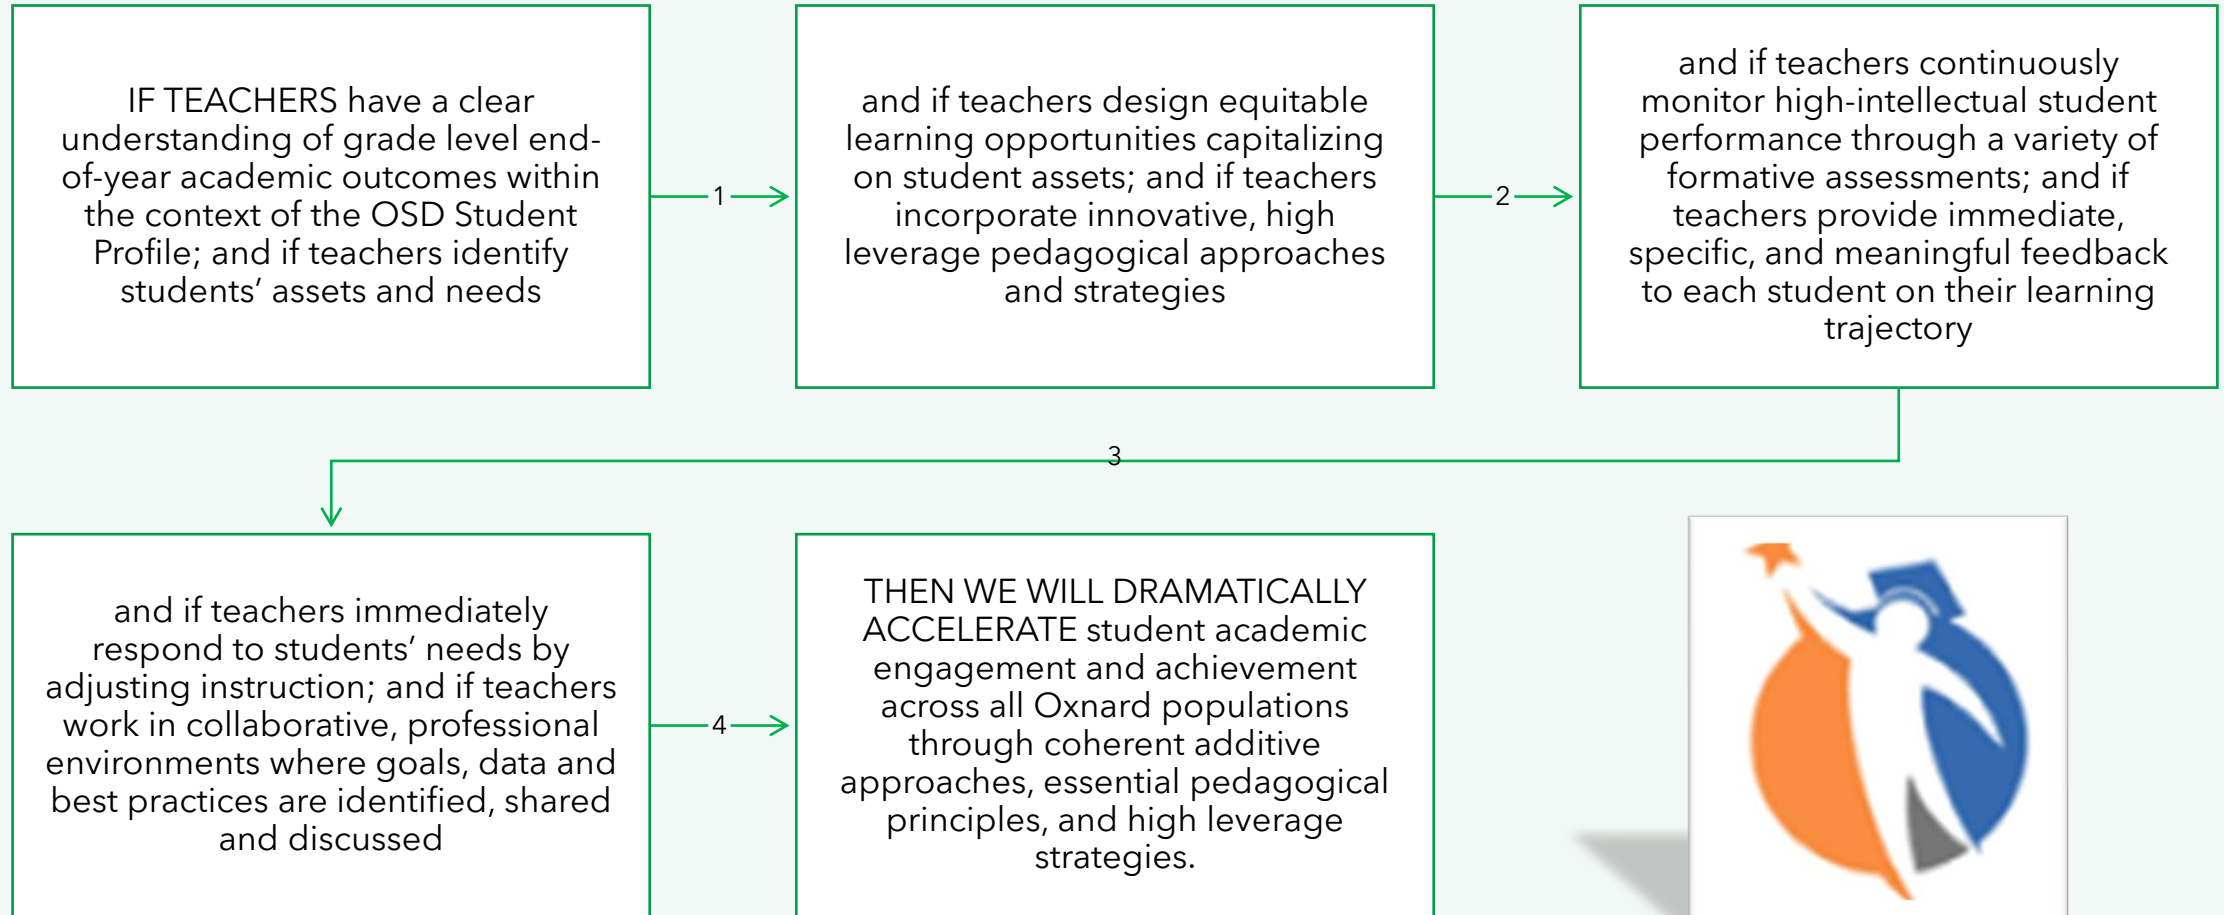 IF TEACHERS have a clear
understanding of grade level end-
of-year academic outcomes within
the context of the OSD Student
Profile; and if teachers identify
students’ assets and needs
1
and if teachers design equitable
learning opportunities capitalizing
on student assets; and if teachers
incorporate innovative, high
leverage pedagogical approaches
and strategies
2
and if teachers continuously
monitor high-intellectual student
performance through a variety of
formative assessments; and if
teachers provide immediate,
specific, and meaningful feedback
to each student on their learning
trajectory
3
and if teachers immediately
respond to students’ needs by
adjusting instruction; and if teachers
work in collaborative, professional
environments where goals, data and
best practices are identified, shared
and discussed
4
THEN WE WILL DRAMATICALLY
ACCELERATE student academic
engagement and achievement
across all Oxnard populations
through coherent additive
approaches, essential pedagogical
principles, and high leverage
strategies.